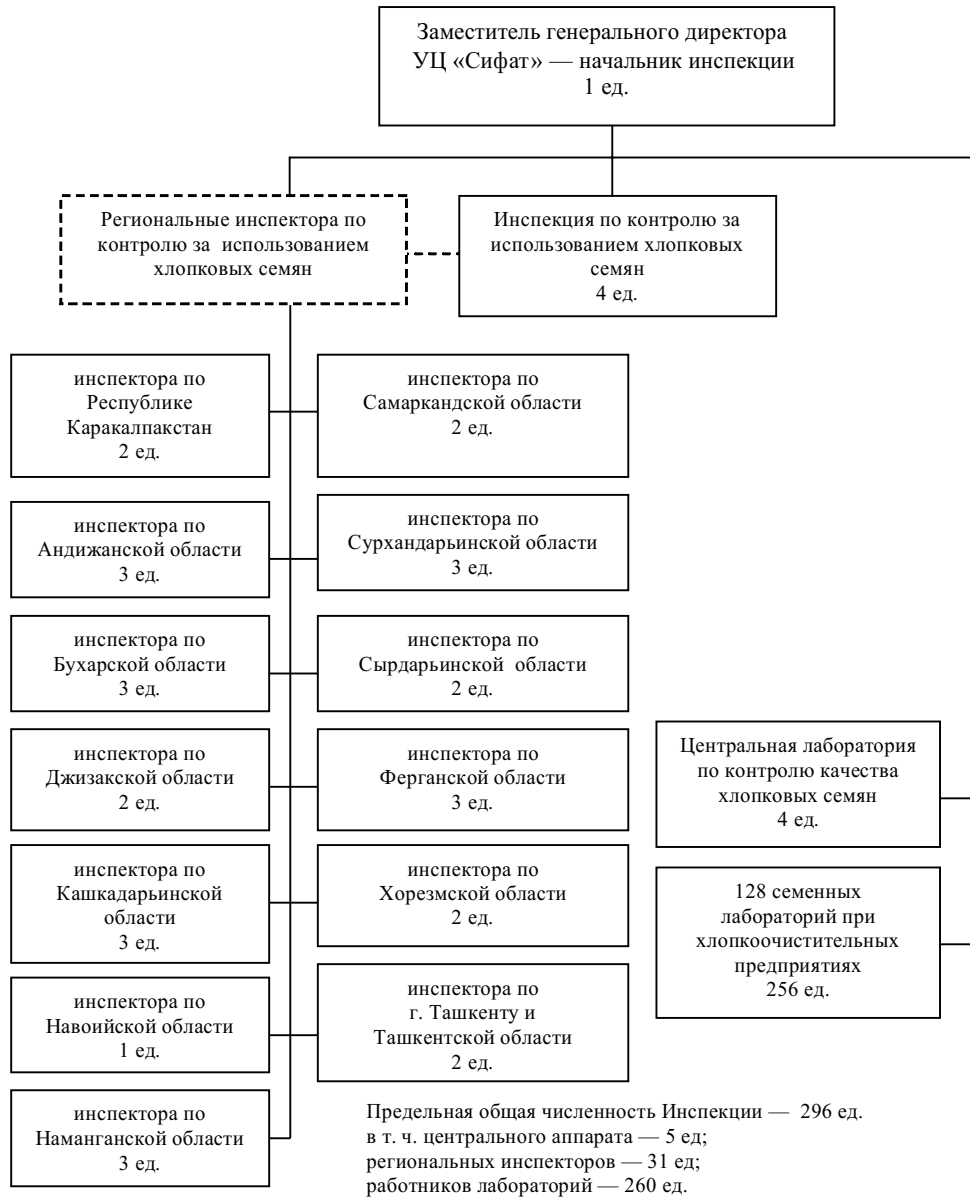 Заместитель генерального директора
УЦ «Сифат» — начальник инспекции
1 ед.
Региональные инспектора по
контролю за использованием
хлопковых семян
Инспекция по контролю за
использованием хлопковых
семян
4 ед.
инспектора по
Республике
Каракалпакстан
2 ед.
инспектора по
Самаркандской области
2 ед.
инспектора по
Андижанской области
3 ед.
инспектора по
Сурхандарьинской области
3 ед.
инспектора по
Бухарской области
3 ед.
инспектора по
Сырдарьинской области
2 ед.
инспектора по
Джизакской области
2 ед.
инспектора по
Ферганской области
3 ед.
Центральная лаборатория
по контролю качества
хлопковых семян
4 ед.
инспектора по
Кашкадарьинской
области
3 ед.
инспектора по
Хорезмской области
2 ед.
128 семенных
лабораторий при
хлопкоочистительных
предприятиях
256 ед.
инспектора по
Навоийской области
1 ед.
инспектора по
г. Ташкенту и
Ташкентской области
2 ед.
инспектора по
Наманганской области
3 ед.
Предельная общая численность Инспекции — 296 ед.
в т. ч. центрального аппарата — 5 ед;
региональных инспекторов — 31 ед;
работников лабораторий — 260 ед.